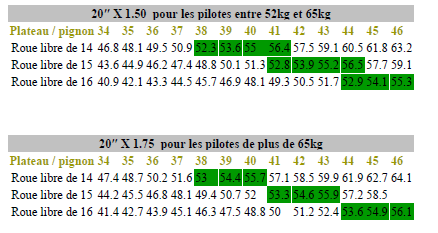 20" X 1.50 pour les pilotes entre 52kg et 65kg
Plateau / pignon 34 35 36 37 38 39 40 41 42 43 44 45 46
Roue libre de 14 46.8 48.1 49.5 50.9 52.3 53.6 55 56.4 57.5 59.1 60.5 61.8 63.2
Roue libre de 15 43.6 44.9 46.2 47.4 48.8 50.1 51.3 52.8 53.9 55.2 56.5 57.7 59.1
Roue libre de 16 40.9 42.1 43.3 44.5 45.7 46.9 48.1 49.3 50.5 51.7 52.9 54.1 55.3
20" X 1.75 pour les pilotes de plus de 65kg
Plateau / pignon 34 35 36 37 38 39 40 41 42 43 44 45 46
Roue libre de 14 47.4 48.7 50.2 51.6 53 54.4 55.7 57.1 58.5 59.9 61.9 62.7 64.1
Roue libre de 15 44.2 45.5 46.8 48.1 49.4 50.7 52 53.3 54.6 55.9 57.2 58.5
Roue libre de 16 41.4 42.7 43.9 45.1 46.3 47.5 48.8 50 51.2 52.4 53.6 54.9 56.1